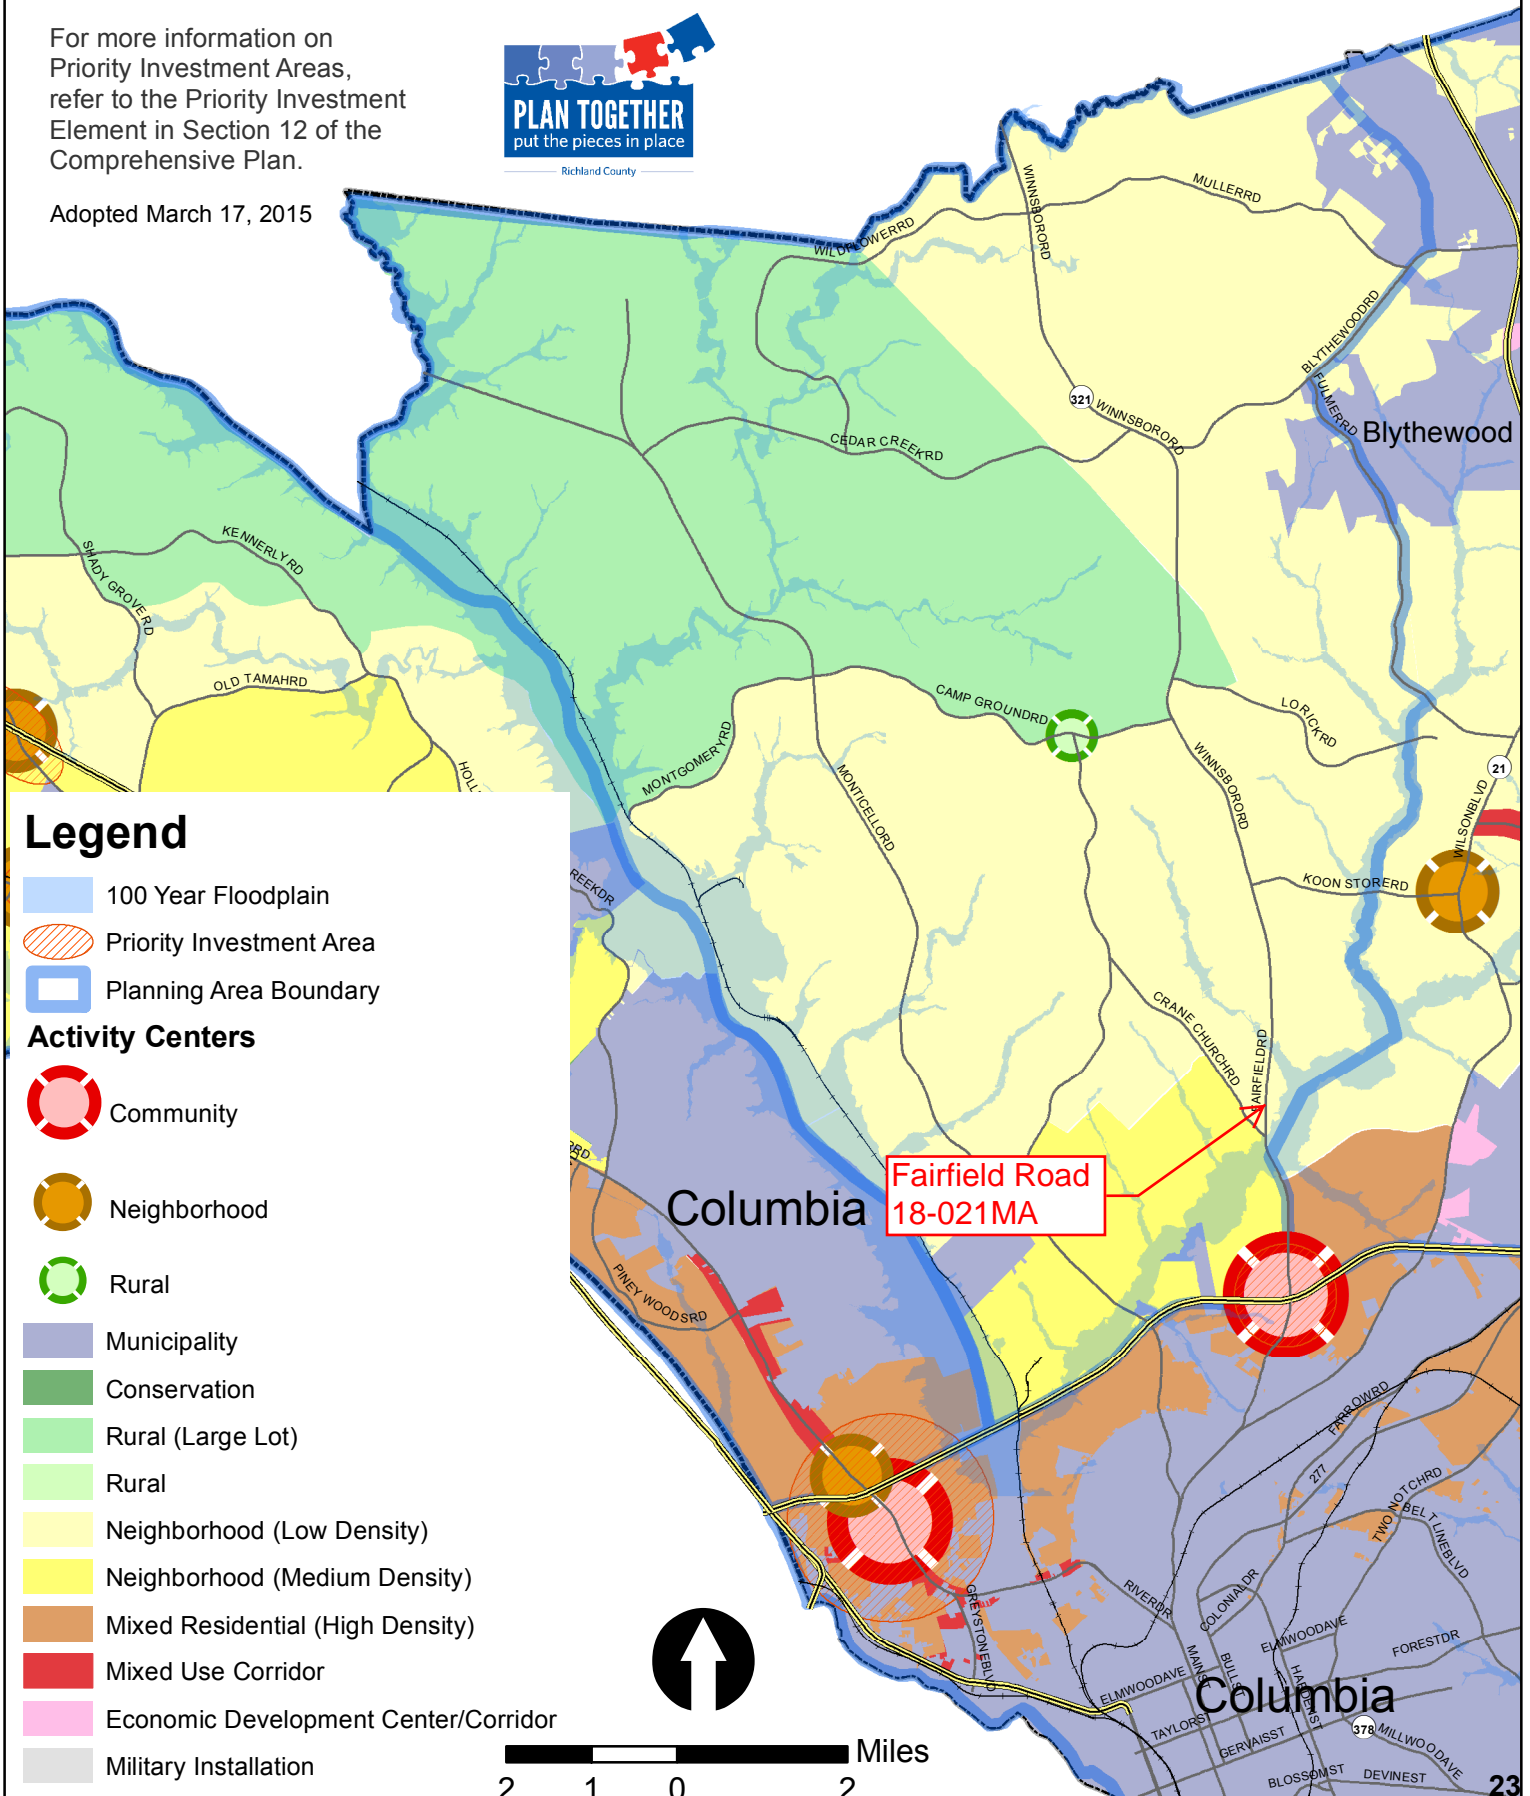 For more information on
Priority Investment Areas,
refer to the Priority Investment
Element in Section 12 of the
Comprehensive Plan.
Adopted March 17, 2015
PLAN TOGETHER
put the pieces in place
Richland County
WINNSBORORD
MULLERRD
WILDFLOWERRD
BLYTHEWOODRD
FULMERRD
321
WINNSBORORD
Blythewood
CEDAR CREEKRD
KENNERLYRD
SHADY GROVERD
OLD TAMAHRD
CAMP GROUNDRD
LORICKRD
MONTGOMERYRD
MONTICELLORD
WINNSBORORD
21
WILSONBLVD
HOLL
KOON STORERD
REEKDR
CRANE CHURCHRD
FAIRFIELDRD
Fairfield Road
18-021MA
Columbia
PINEY WOODSRD
Legend
100 Year Floodplain
Priority Investment Area
Planning Area Boundary
Activity Centers
Community
Neighborhood
Rural
Municipality
Conservation
Rural (Large Lot)
Rural
Neighborhood (Low Density)
Neighborhood (Medium Density)
Mixed Residential (High Density)
Mixed Use Corridor
Economic Development Center/Corridor
Military Installation
FARROWRD
277
TWO NOTCHRD
BELTLINEBLVD
RIVERDR
COLONIALDR
GREYSTONEBLVD
ELMWOODAVE
FORESTDR
MAINST
BULLST
HARDENST
ELMWOODAVE
Columbia
TAYLORST
GERVAISST
378
MILLWOODAVE
BLOSSOMST
DEVINEST
Miles
2 1 0 2
23